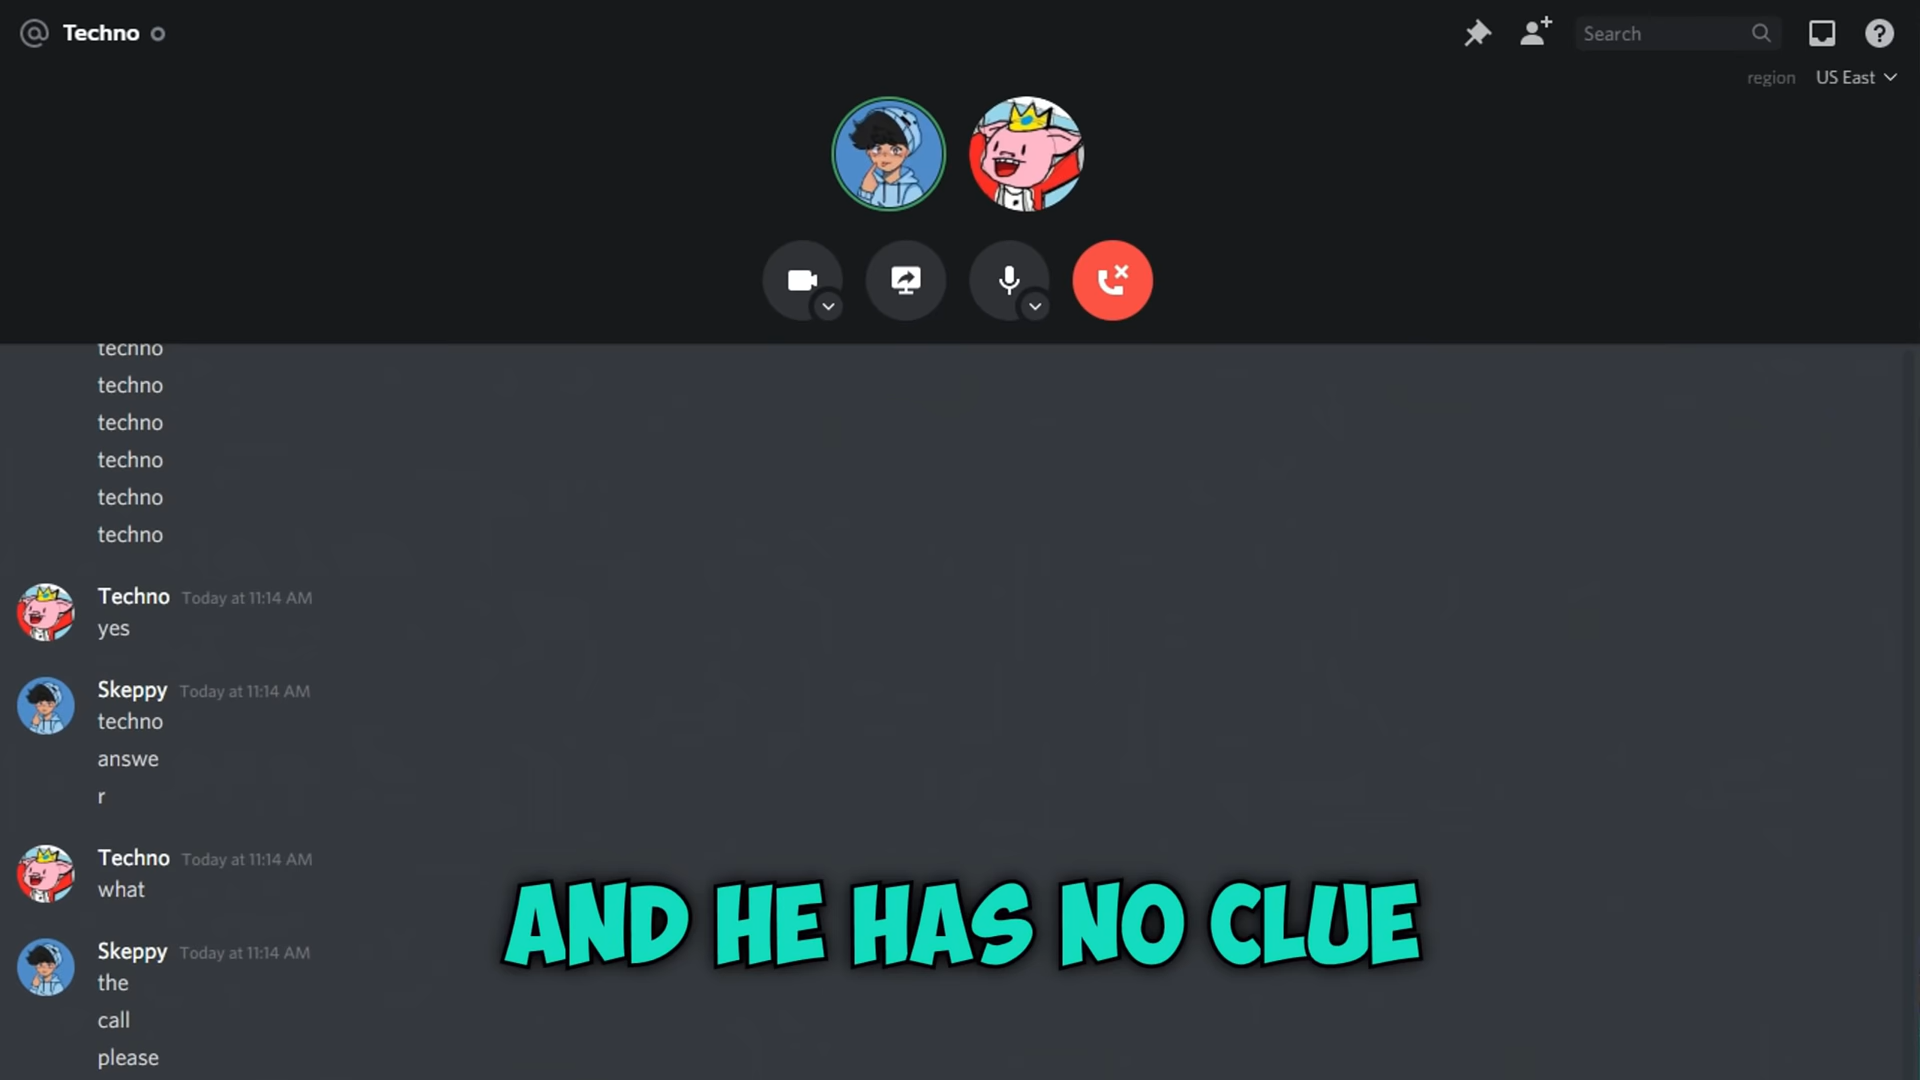 Techno
Search
region US East
techno
techno
techno
techno
techno
techno
Techno Today at 11:14 AM
yes
Skeppy Today at 11:14 AM
techno
answe
r
Techno Today at 11:14 AM
what
Skeppy Today at 11:14 AM
the
call
please
AND HE HAS NO CLUE